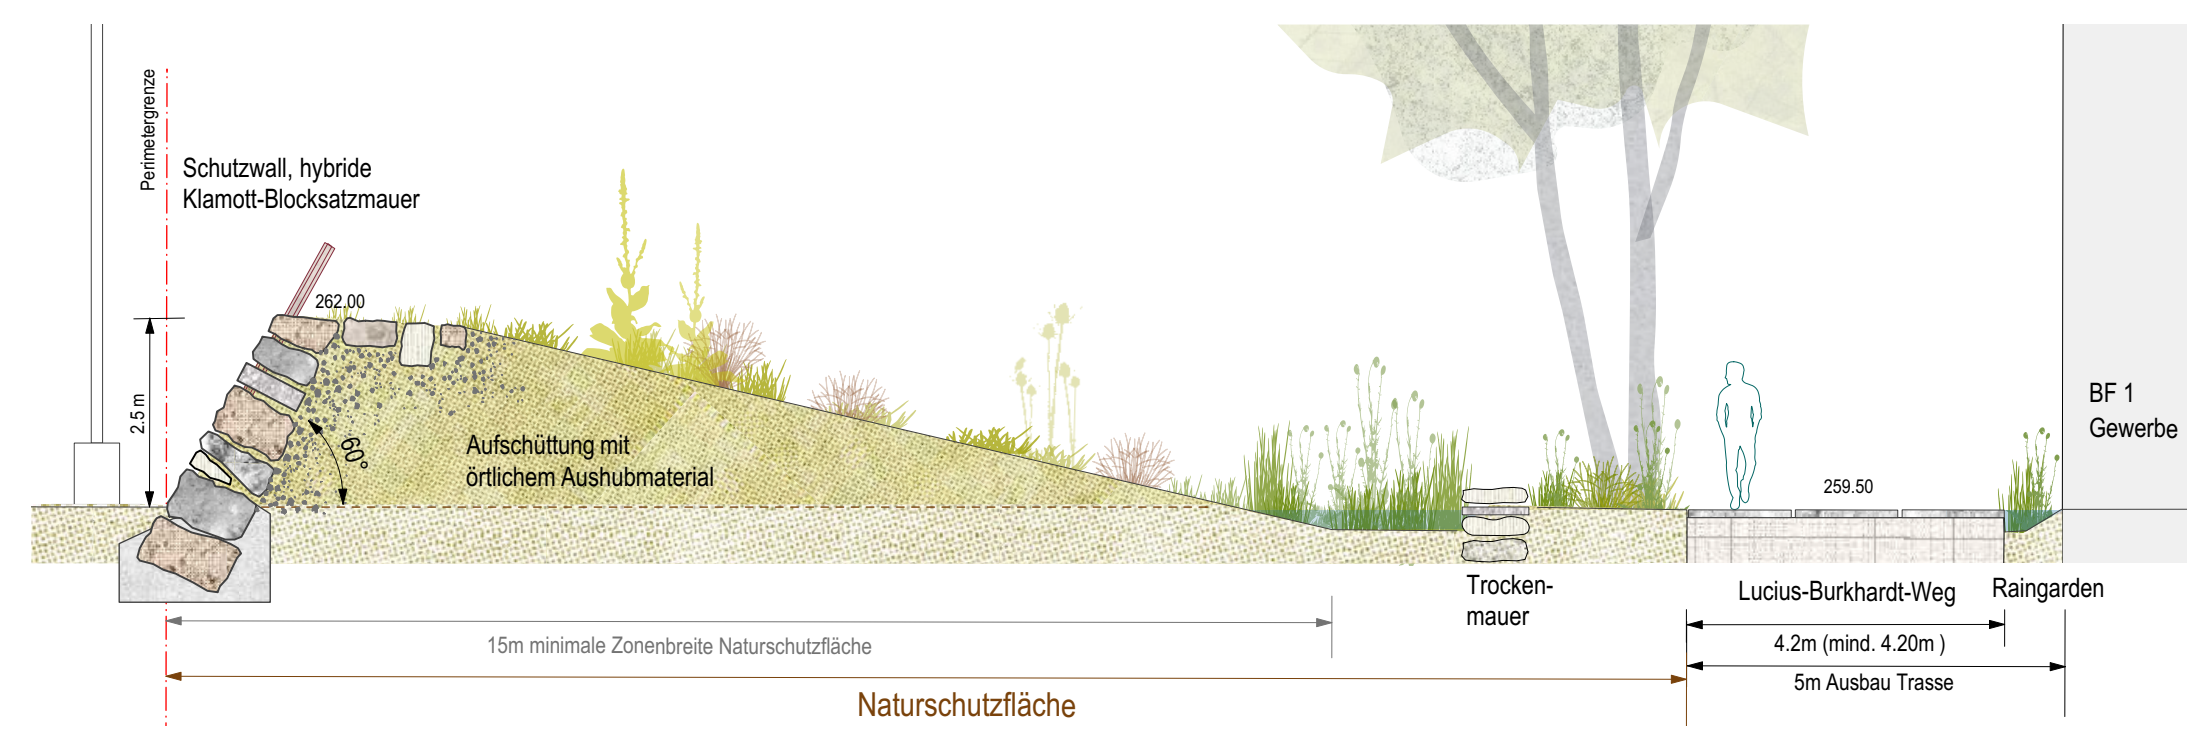 Perimetergrenze
Schutzwall, hybride
Klamott-Blocksatzmauer
262.00
2.5 m
60°
Aufschüttung mit
örtlichem Aushubmaterial
BF 1
Gewerbe
259.50
Trocken-
mauer
Lucius-Burkhardt-Weg
Raingarden
15m minimale Zonenbreite Naturschutzfläche
4.2m (mind. 4.20m )
5m Ausbau Trasse
Naturschutzfläche